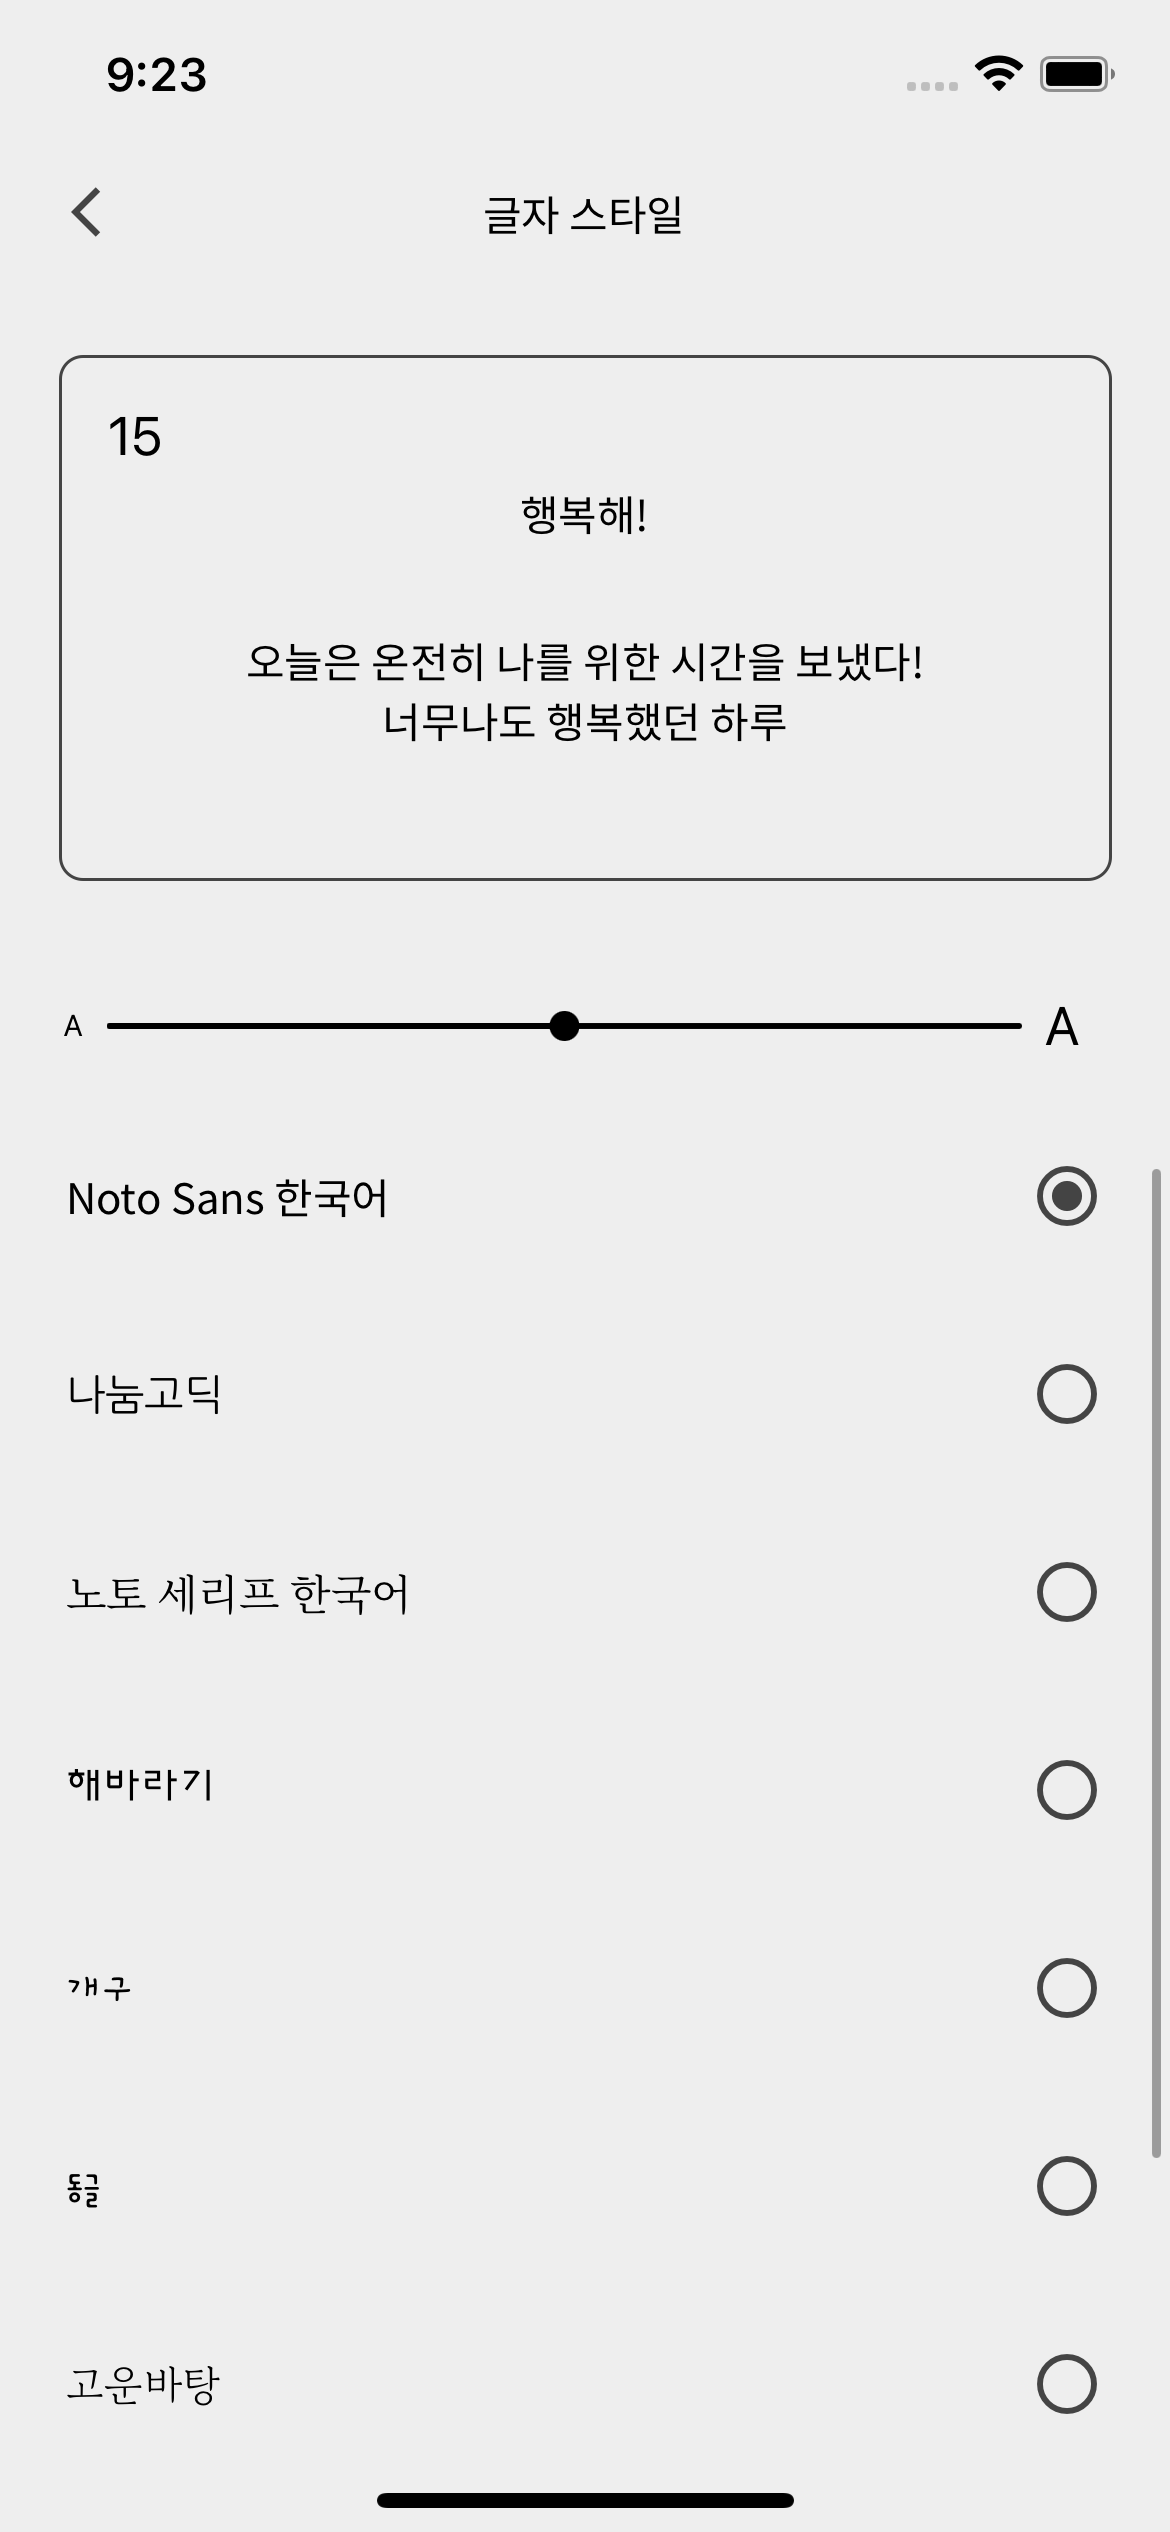 9:23
글자 스타일
15
행복해!
오늘은 온전히 나를 위한 시간을 보냈다!
너무나도 행복했던 하루
A A
Noto Sans 한국어
나눔고딕
노토 세리프 한국어
해바라기
개구
동글
고운바탕